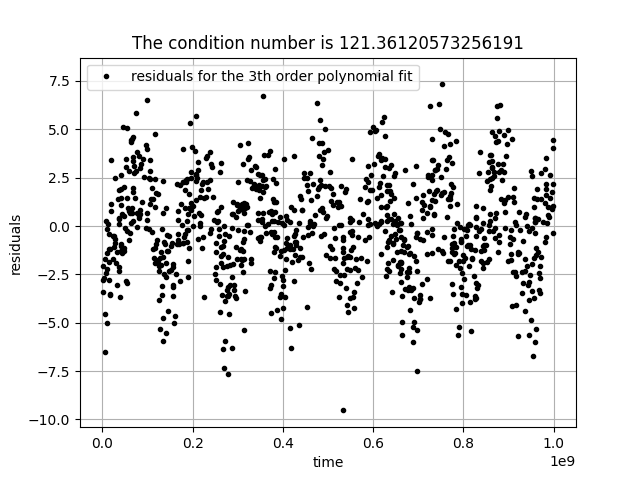 The condition number is 121.36120573256191
residuals for the 3th order polynomial fit
7.5
5.0
2.5
0.0
−2.5
−5.0
−7.5
−10.0
residuals
0.0 0.2 0.4 0.6 0.8 1.0
time
1e9